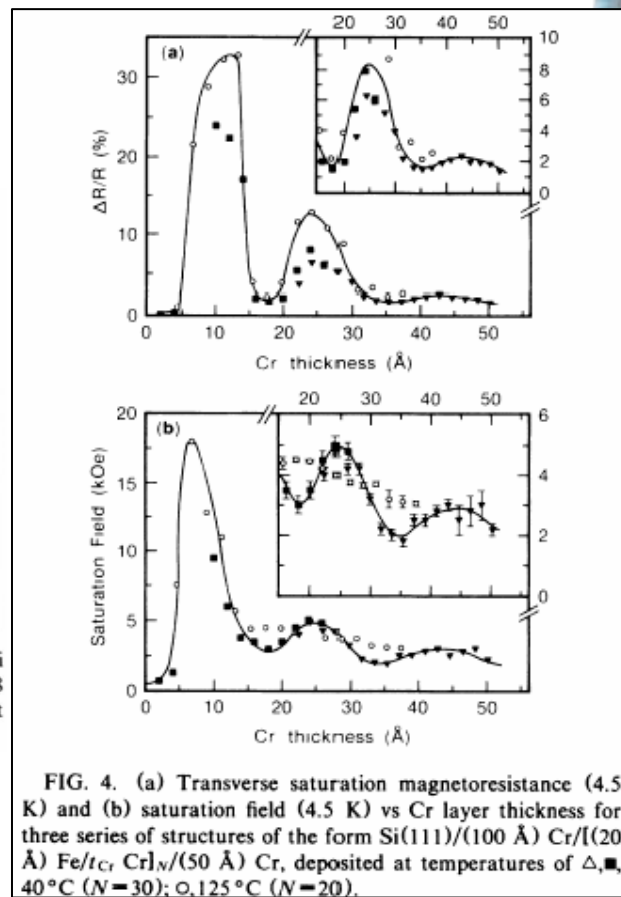 20 30 40 50
(a)
10
8
6
4
2
0
30
20
10
0
ΔR/R (%)
0 10 20 30 40 50
Cr thickness (Å)
20 30 40 50
(b)
6
4
2
0
20
15
10
5
0
Saturation Field (kOe)
0 10 20 30 40 50
Cr thickness (Å)
FIG. 4. (a) Transverse saturation magnetoresistance (4.5
K) and (b) saturation field (4.5 K) vs Cr layer thickness for
three series of structures of the form Si(111)/(100 Å) Cr/[(20
Å) Fe/t_Cr Cr]_N/(50 Å) Cr, deposited at temperatures of △,■,
40°C (N=30); ○,125°C (N=20).